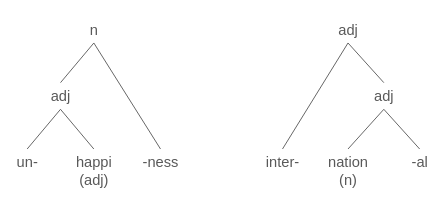 n adj
adj adj
un- happi -ness inter- nation -al
(adj) (n)